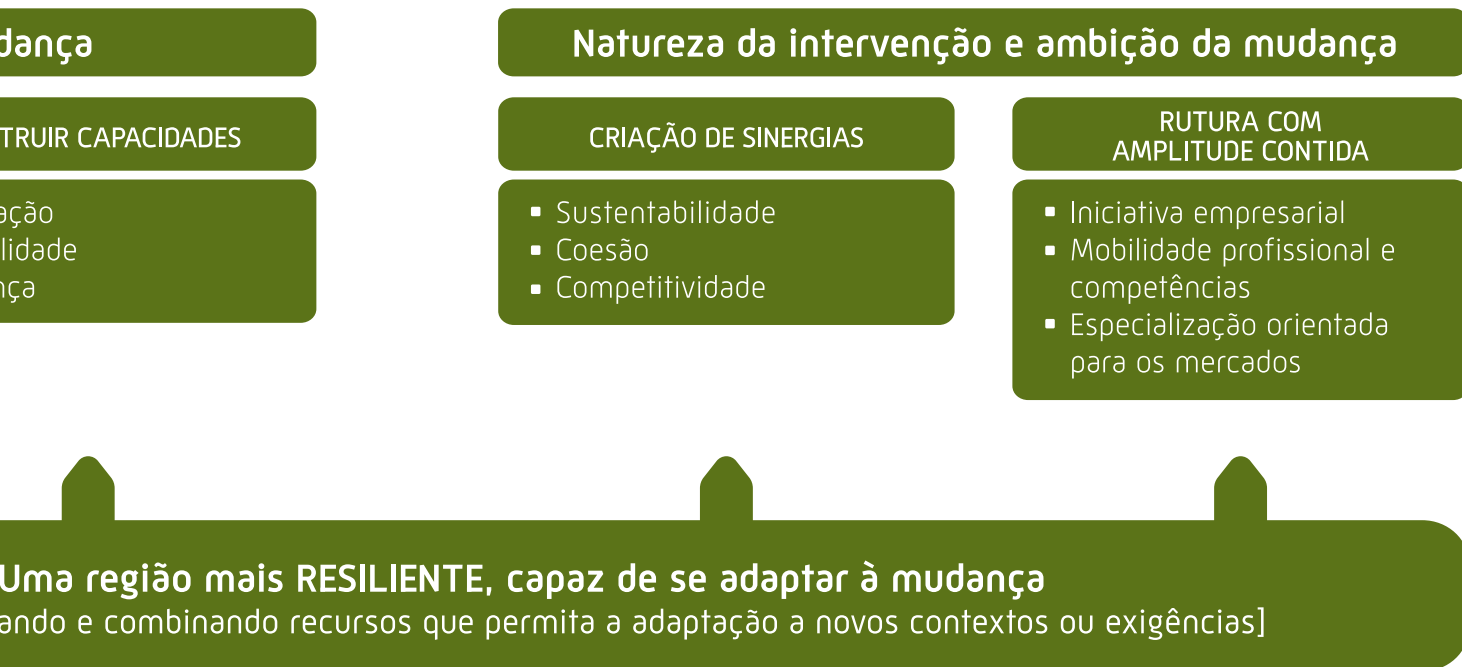 dança
TRUIR CAPACIDADES
ação
lidade
nça
Natureza da intervenção e ambição da mudança
CRIAÇÃO DE SINERGIAS
▪ Sustentabilidade
▪ Coesão
▪ Competitividade
RUTURA COM
AMPLITUDE CONTIDA
▪ Iniciativa empresarial
▪ Mobilidade profissional e
competências
▪ Especialização orientada
para os mercados
Uma região mais RESILIENTE, capaz de se adaptar à mudança
ando e combinando recursos que permita a adaptação a novos contextos ou exigências]